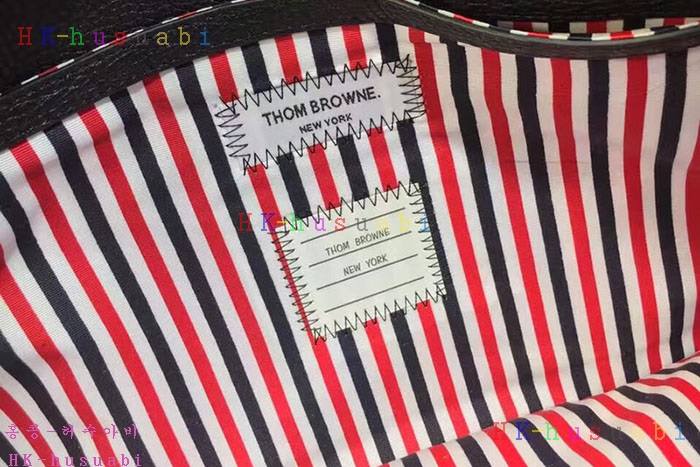 HK-husuabi
THOM BROWNE.
NEW YORK
HK-husuabi
THOM BROWNE
NEW YORK
홍콩-허수아비
HK-husuabi
HK-husuabi